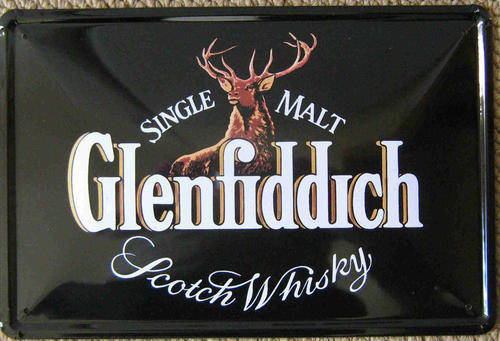 SINGLE MALT
Glenfiddich
Scotch Whisky